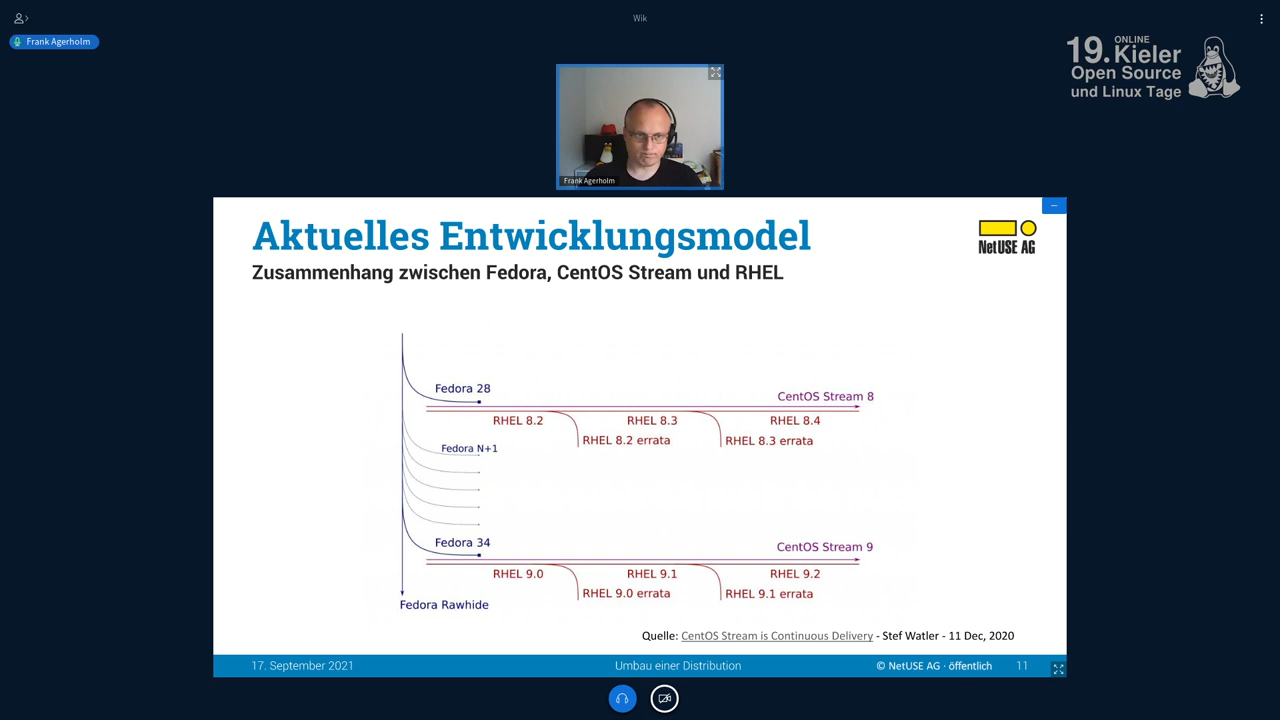 Wik
Frank Agerholm
19. ONLINE Kieler
Open Source
und Linux Tage
Frank Agerholm
Aktuelles Entwicklungsmodel
NetUSE AG
Zusammenhang zwischen Fedora, CentOS Stream und RHEL
Fedora 28
CentOS Stream 8
RHEL 8.2
RHEL 8.3
RHEL 8.4
RHEL 8.2 errata
RHEL 8.3 errata
Fedora N+1
Fedora 34
CentOS Stream 9
RHEL 9.0
RHEL 9.1
RHEL 9.2
RHEL 9.0 errata
RHEL 9.1 errata
Fedora Rawhide
Quelle: CentOS Stream is Continuous Delivery - Stef Watler - 11 Dec, 2020
17. September 2021
Umbau einer Distribution
© NetUSE AG · öffentlich
11